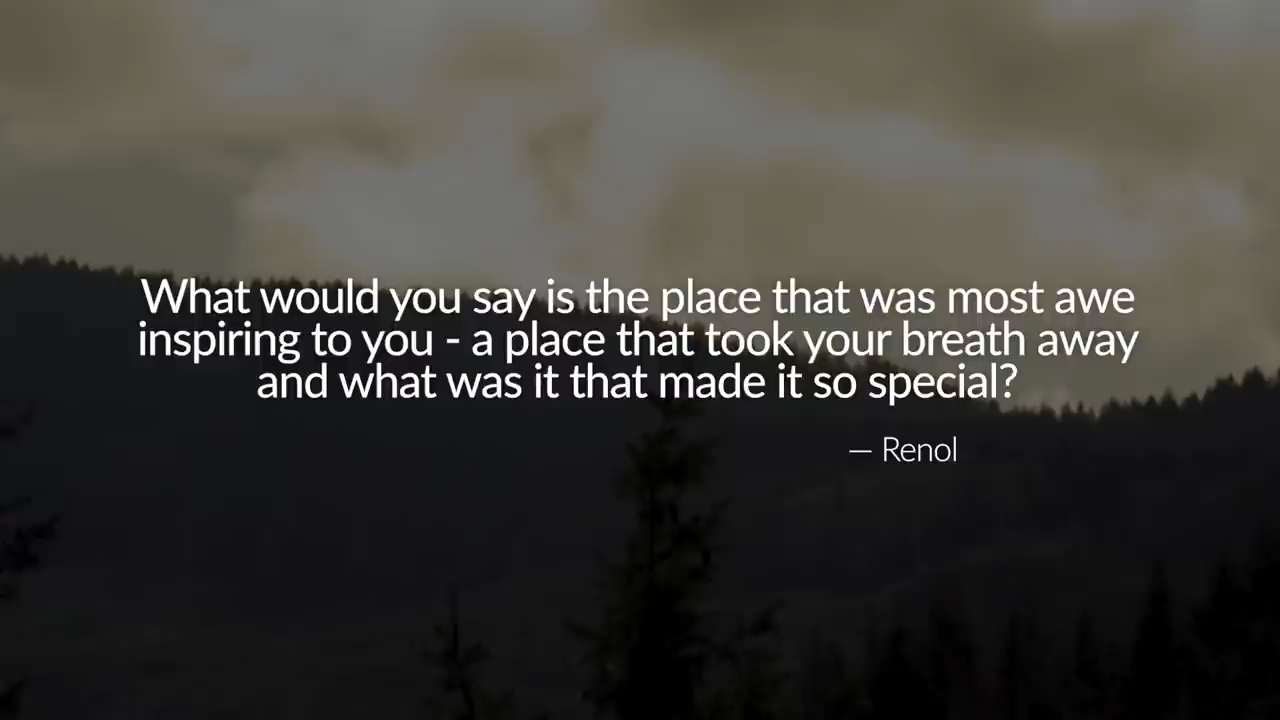 What would you say is the place that was most awe
inspiring to you - a place that took your breath away
and what was it that made it so special?
— Renol